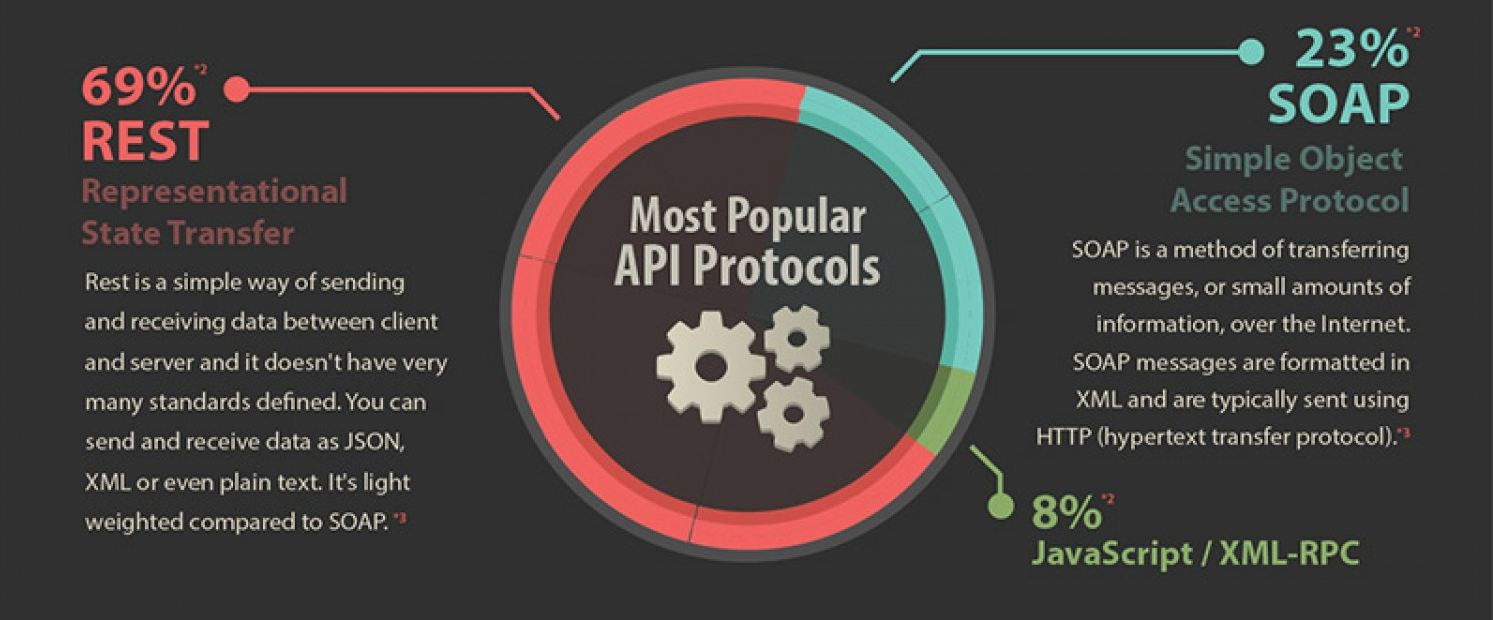 69%*2
REST
Representational
State Transfer
Rest is a simple way of sending
and receiving data between client
and server and it doesn't have very
many standards defined. You can
send and receive data as JSON,
XML or even plain text. It's light
weighted compared to SOAP. *3
Most Popular
API Protocols
23%*2
SOAP
Simple Object
Access Protocol
SOAP is a method of transferring
messages, or small amounts of
information, over the Internet.
SOAP messages are formatted in
XML and are typically sent using
HTTP (hypertext transfer protocol).*3
8%*2
JavaScript / XML-RPC